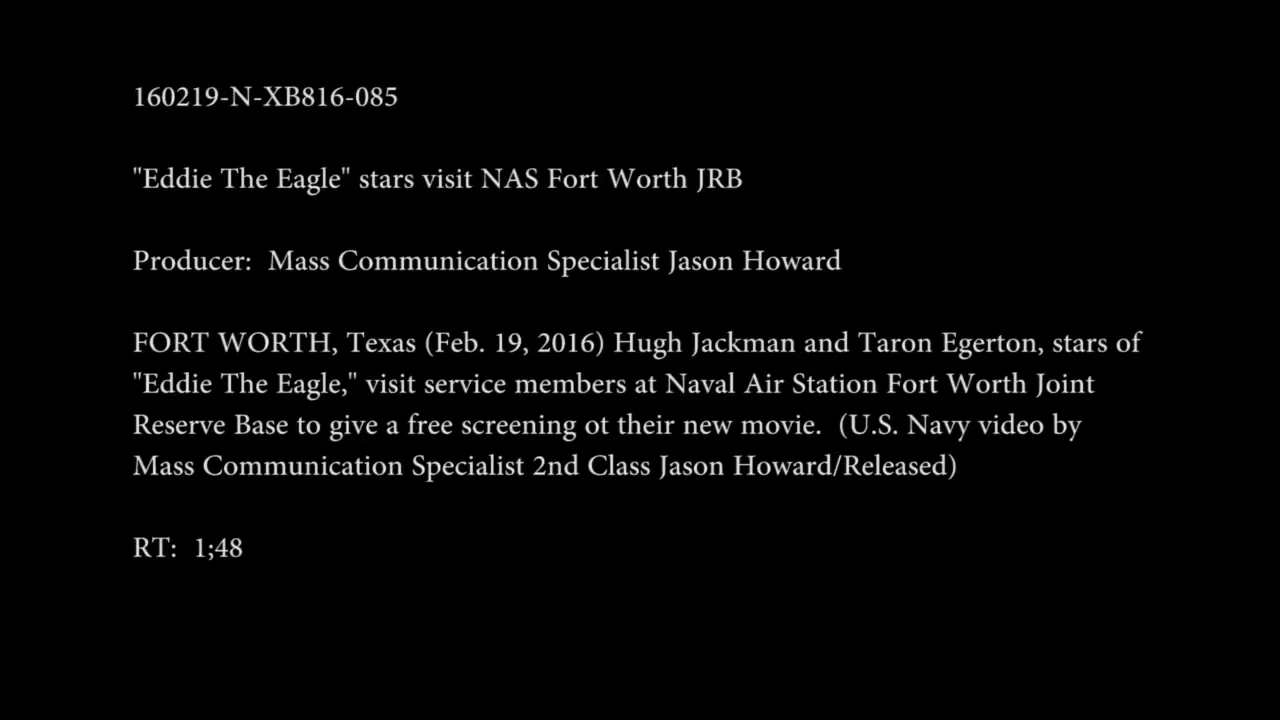 160219-N-XB816-085
"Eddie The Eagle" stars visit NAS Fort Worth JRB
Producer:  Mass Communication Specialist Jason Howard
FORT WORTH, Texas (Feb. 19, 2016) Hugh Jackman and Taron Egerton, stars of
"Eddie The Eagle," visit service members at Naval Air Station Fort Worth Joint
Reserve Base to give a free screening ot their new movie.  (U.S. Navy video by
Mass Communication Specialist 2nd Class Jason Howard/Released)
RT:  1;48